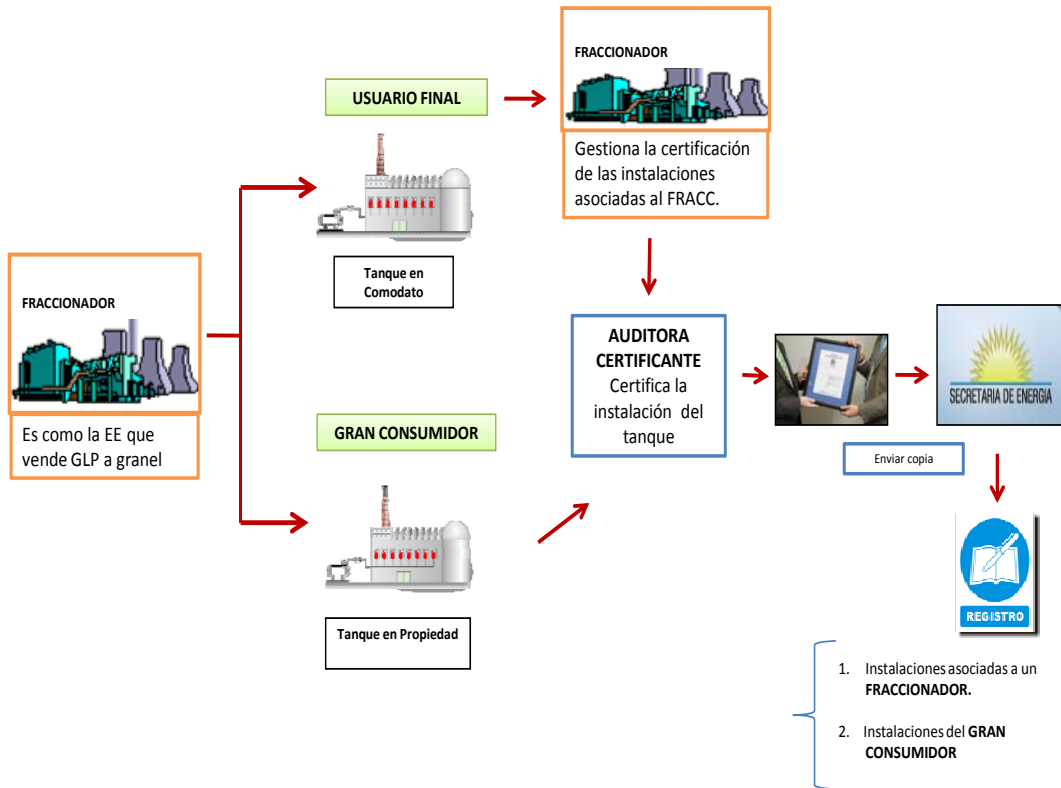 FRACCIONADOR
Es como la EE que
vende GLP a granel
USUARIO FINAL
Tanque en
Comodato
GRAN CONSUMIDOR
Tanque en Propiedad
FRACCIONADOR
Gestiona la certificación
de las instalaciones
asociadas al FRACC.
AUDITORA
CERTIFICANTE
Certifica la
instalación del
tanque
SECRETARIA DE ENERGIA
Enviar copia
REGISTRO
1. Instalaciones asociadas a un
FRACCIONADOR.
2. Instalaciones del GRAN
CONSUMIDOR